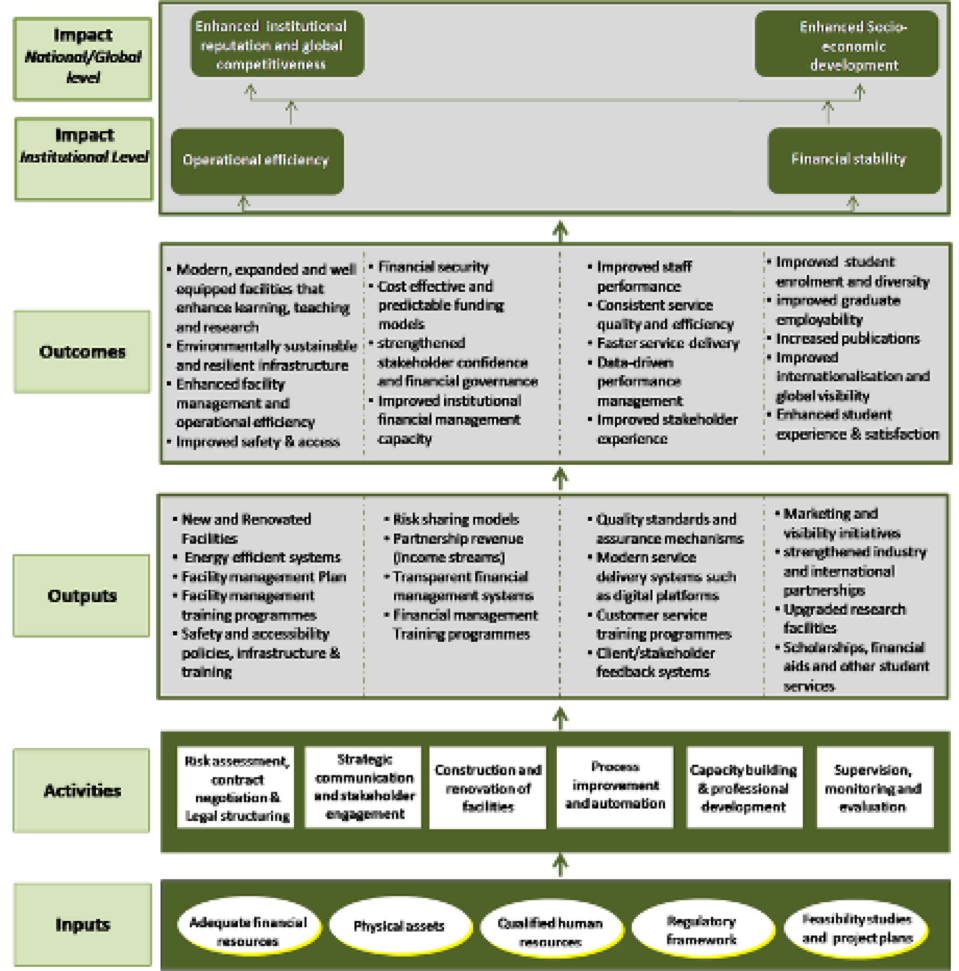 Impact
National/Global
level
Enhanced institutional
reputation and global
competitiveness
Enhanced Socio-
economic
development
Impact
Institutional Level
Operational efficiency
Financial stability
Outcomes
• Modern, expanded and well
equipped facilities that
enhance learning, teaching
and research
• Environmentally sustainable
and resilient infrastructure
• Enhanced facility
management and
operational efficiency
• Improved safety & access
• Financial security
• Cost effective and
predictable funding
models
• strengthened
stakeholder confidence
and financial governance
• Improved institutional
financial management
capacity
• Improved staff
performance
• Consistent service
quality and efficiency
• Faster service delivery
• Data-driven
performance
management
• Improved stakeholder
experience
• Improved student
enrolment and diversity
• improved graduate
employability
• Increased publications
• Improved
internationalisation and
global visibility
• Enhanced student
experience & satisfaction
Outputs
• New and Renovated
Facilities
• Energy efficient systems
• Facility management Plan
• Facility management
training programmes
• Safety and accessibility
policies, infrastructure &
training
• Risk sharing models
• Partnership revenue
(Income streams)
• Transparent financial
management systems
• Financial management
Training programmes
• Quality standards and
assurance mechanisms
• Modern service
delivery systems such
as digital platforms
• Customer service
training programmes
• Client/stakeholder
feedback systems
• Marketing and
visibility initiatives
• strengthened industry
and international
partnerships
• Upgraded research
facilities
• Scholarships, financial
aids and other student
services
Activities
Risk assessment,
contract
negotiation &
Legal structuring
Strategic
communication
and stakeholder
engagement
Construction and
renovation of
facilities
Process
improvement
and automation
Capacity building
& professional
development
Supervision,
monitoring and
evaluation
Inputs
Adequate financial
resources
Physical assets
Qualified human
resources
Regulatory
framework
Feasibility studies
and project plans